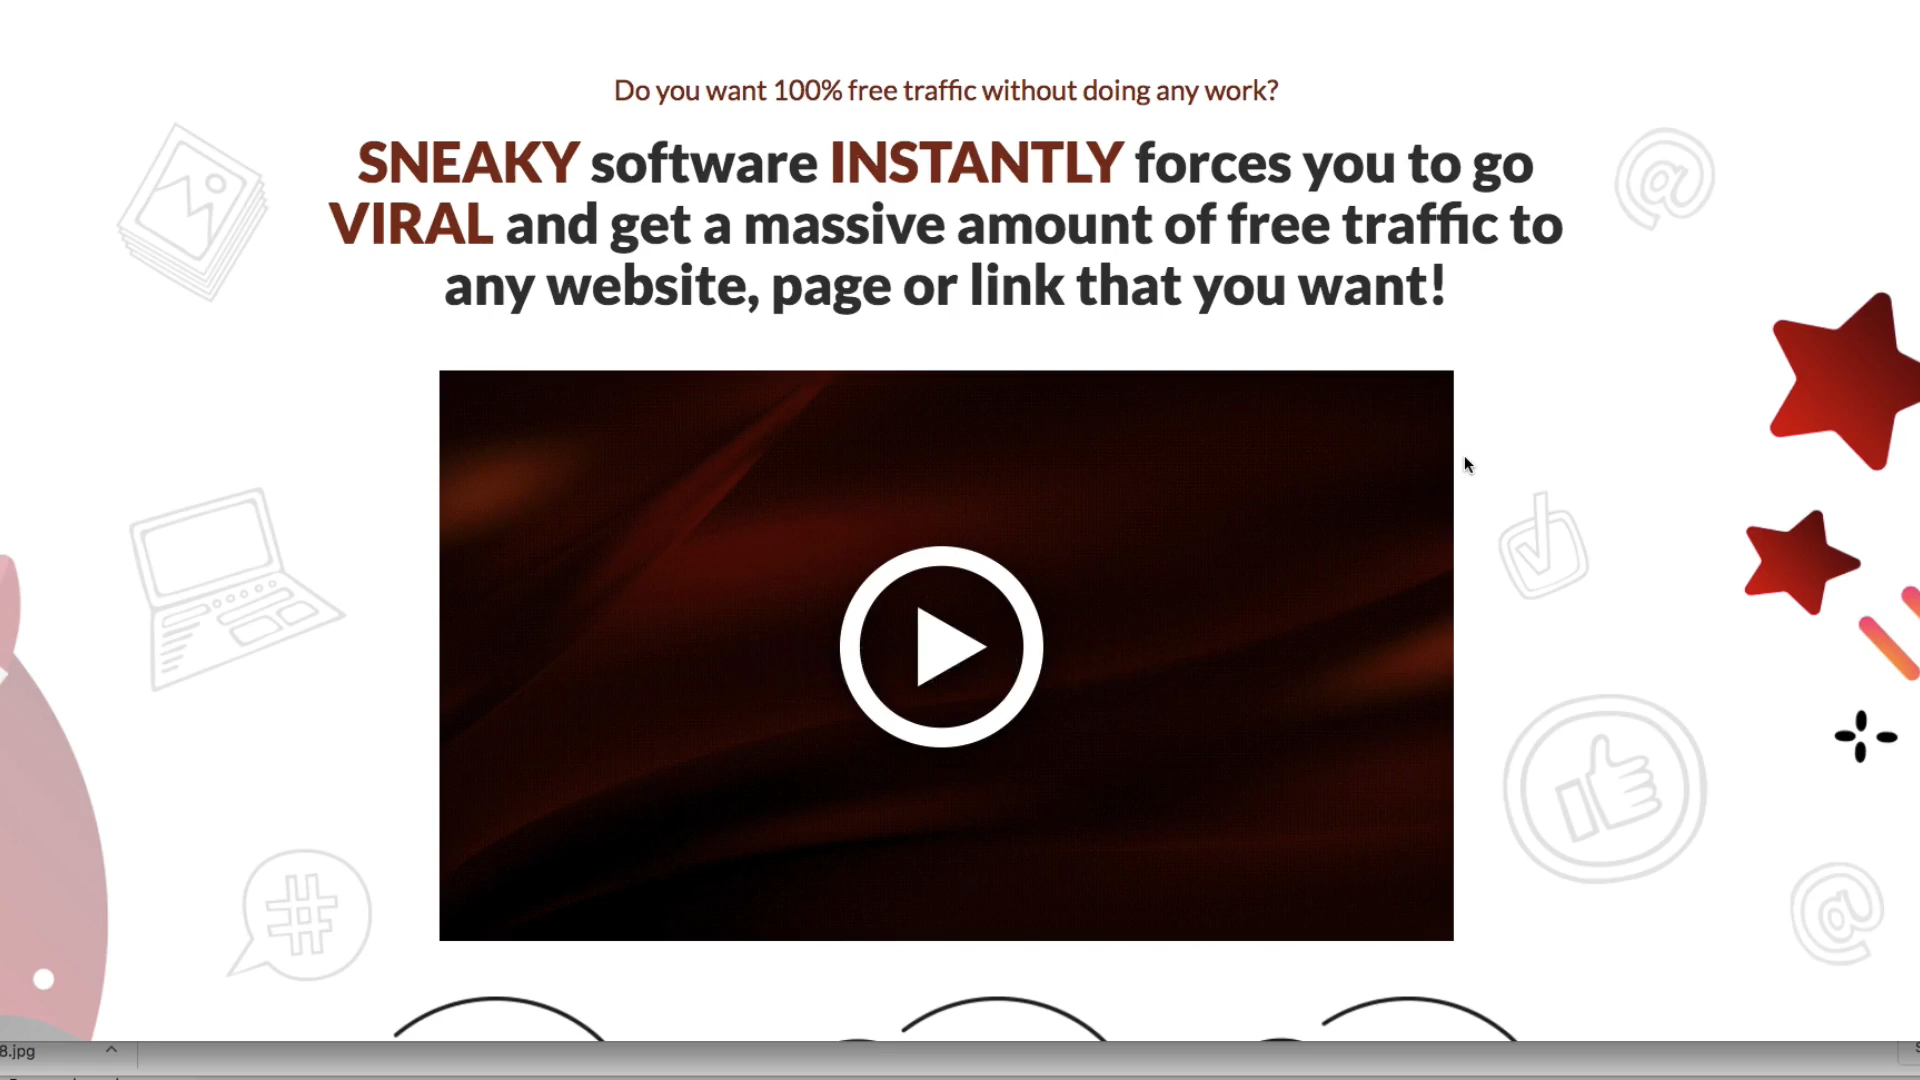 Do you want 100% free traffic without doing any work?
SNEAKY software INSTANTLY forces you to go
VIRAL and get a massive amount of free traffic to
any website, page or link that you want!
8.jpg